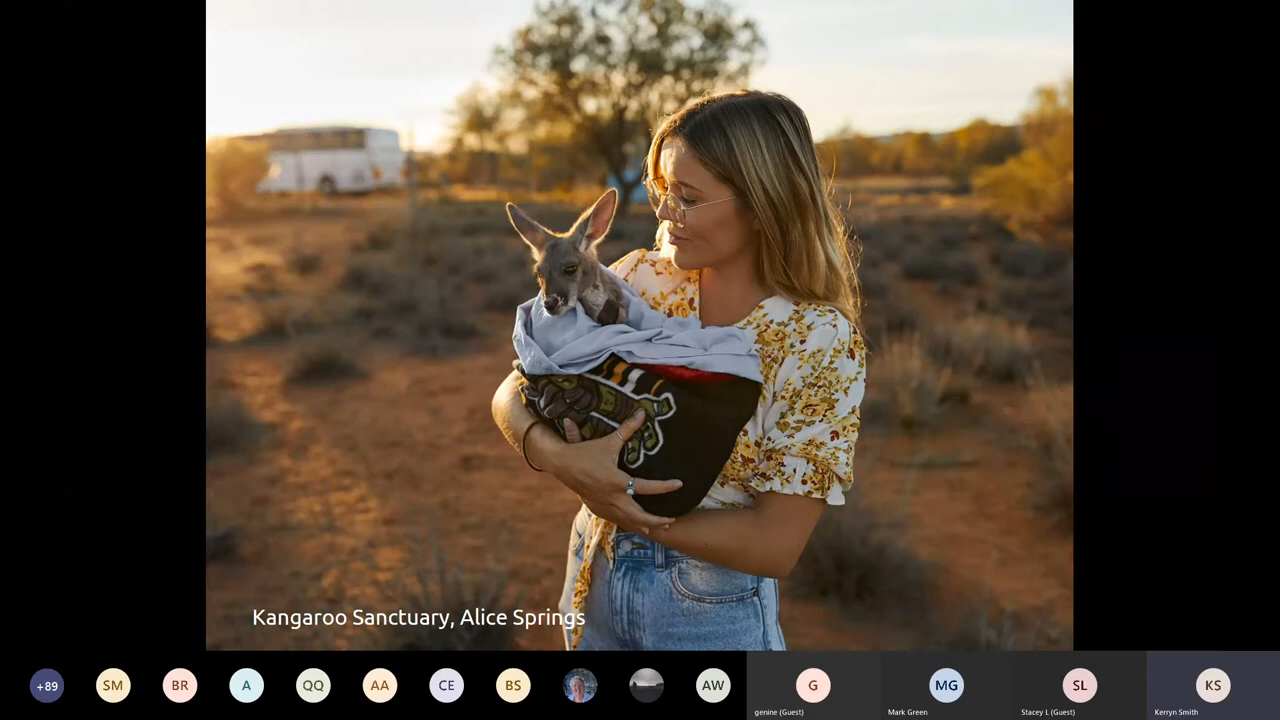 Kangaroo Sanctuary, Alice Springs
+89
SM
BR
A
QQ
AA
CE
BS
AW
G
genine (Guest)
MG
Mark Green
SL
Stacey L (Guest)
KS
Kerryn Smith